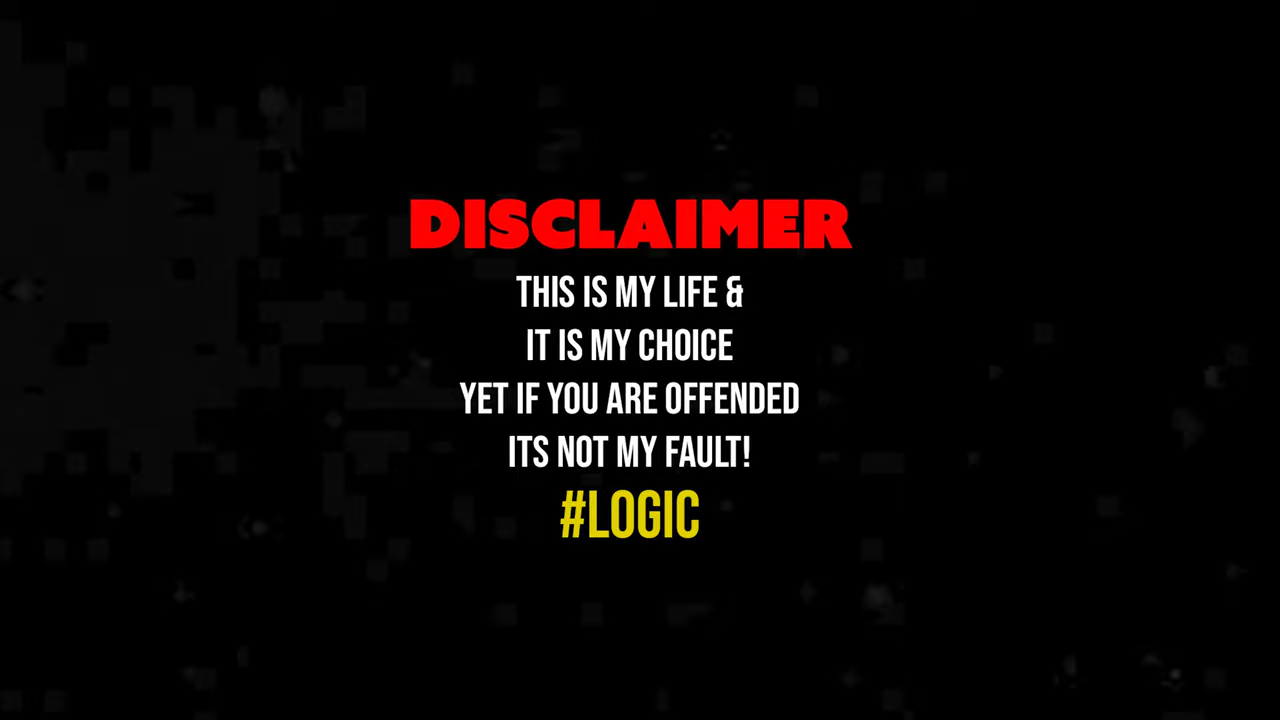 DISCLAIMER
THIS IS MY LIFE &
IT IS MY CHOICE
YET IF YOU ARE OFFENDED
ITS NOT MY FAULT!
#LOGIC